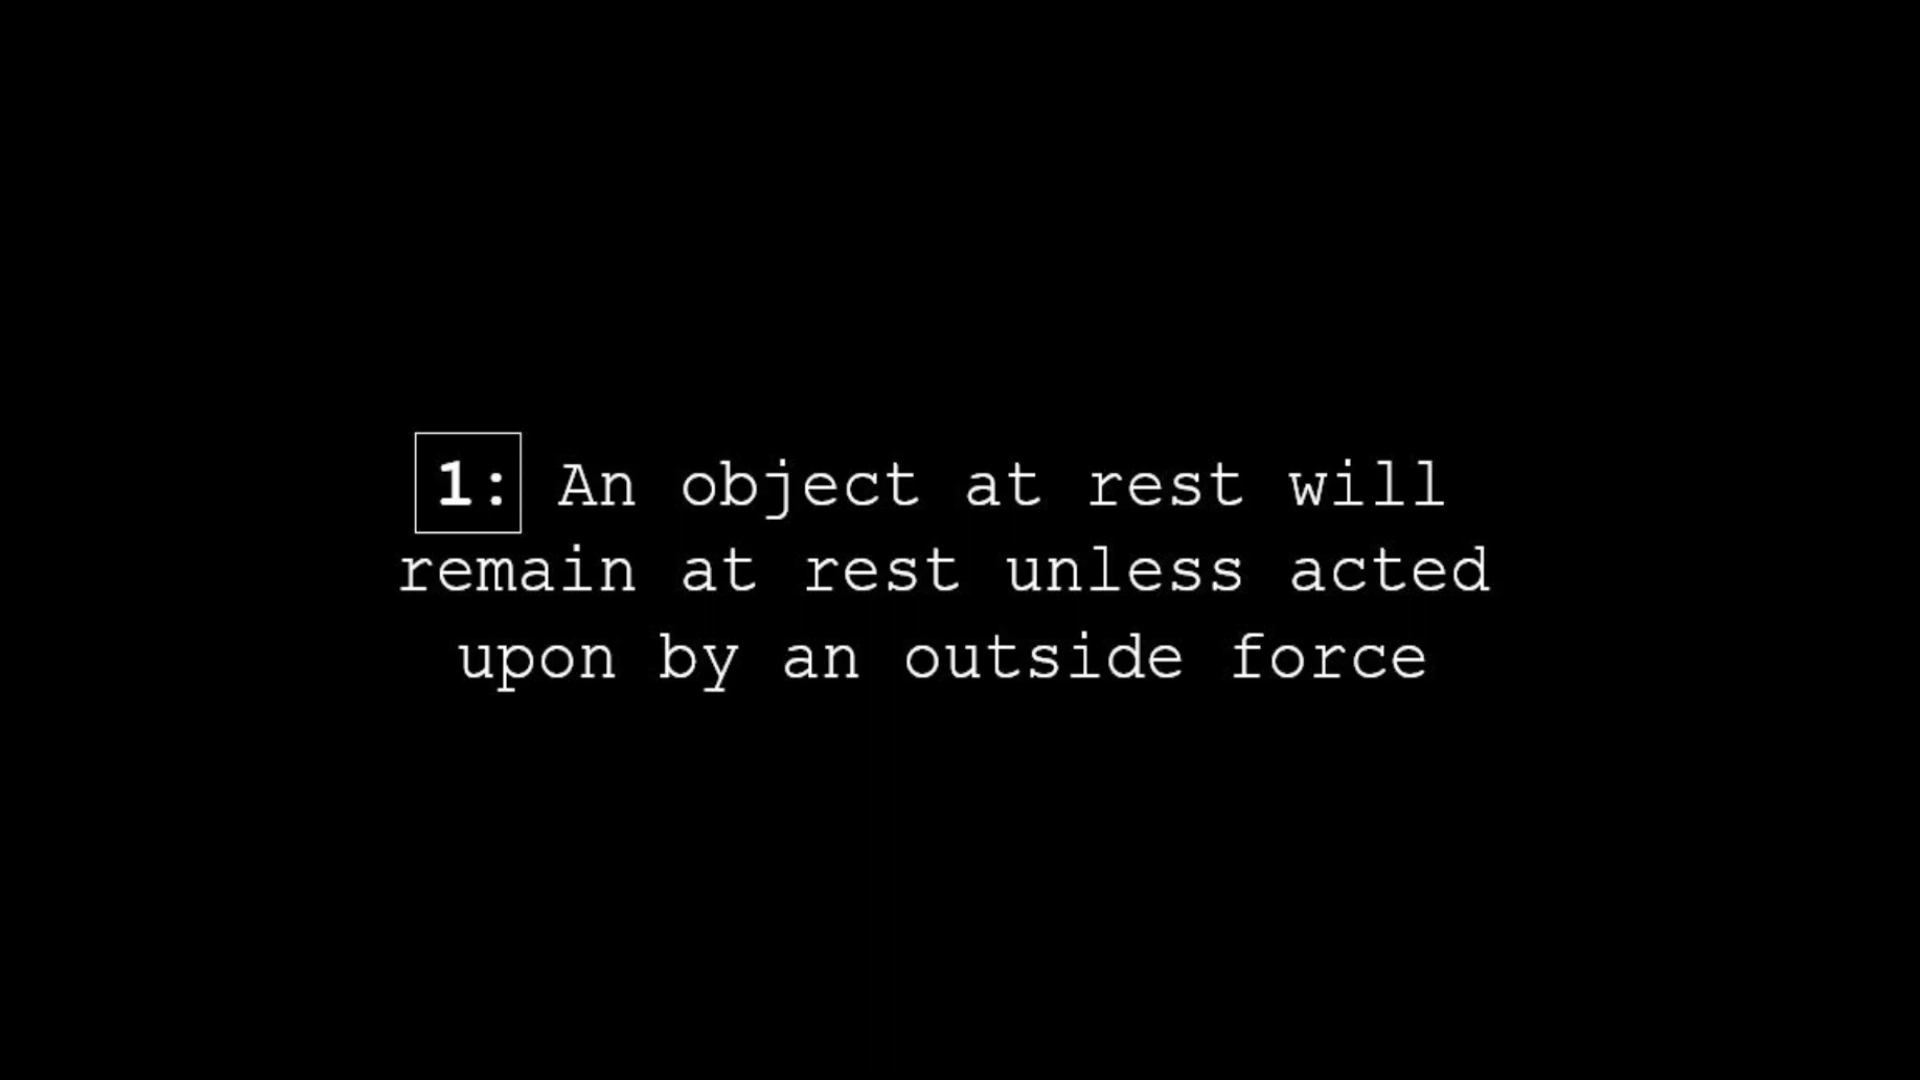 1: An object at rest will
remain at rest unless acted
upon by an outside force